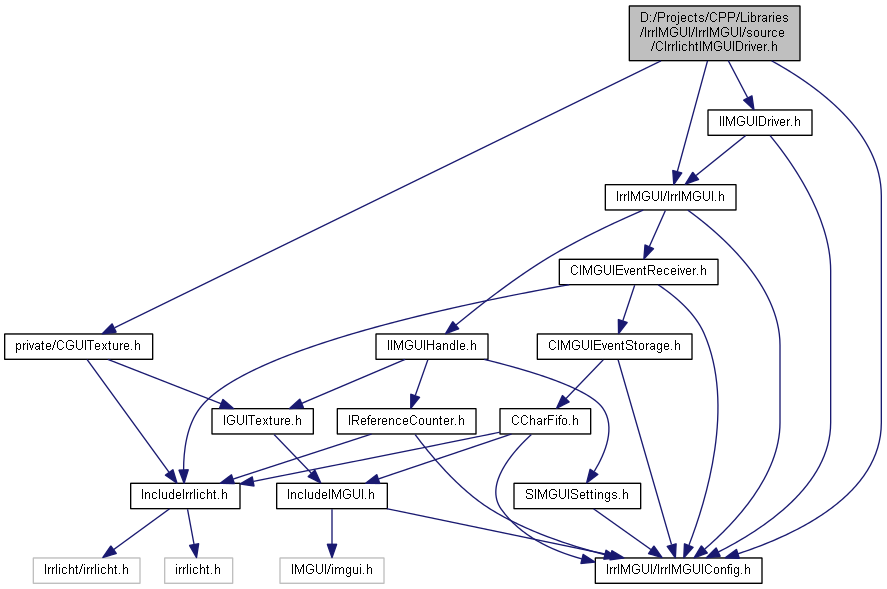 D:/Projects/CPP/Libraries
/IrrIMGUI/IrrIMGUI/source
/CIrrlichtIMGUIDriver.h
IIMGUIDriver.h
IrrIMGUI/IrrIMGUI.h
CIMGUIEventReceiver.h
private/CGUITexture.h
IIMGUIHandle.h
CIMGUIEventStorage.h
IGUITexture.h
IReferenceCounter.h
CCharFifo.h
IncludeIrrlicht.h
IncludeIMGUI.h
SIMGUISettings.h
Irrlicht/irrlicht.h
irrlicht.h
IMGUI/imgui.h
IrrIMGUI/IrrIMGUIConfig.h